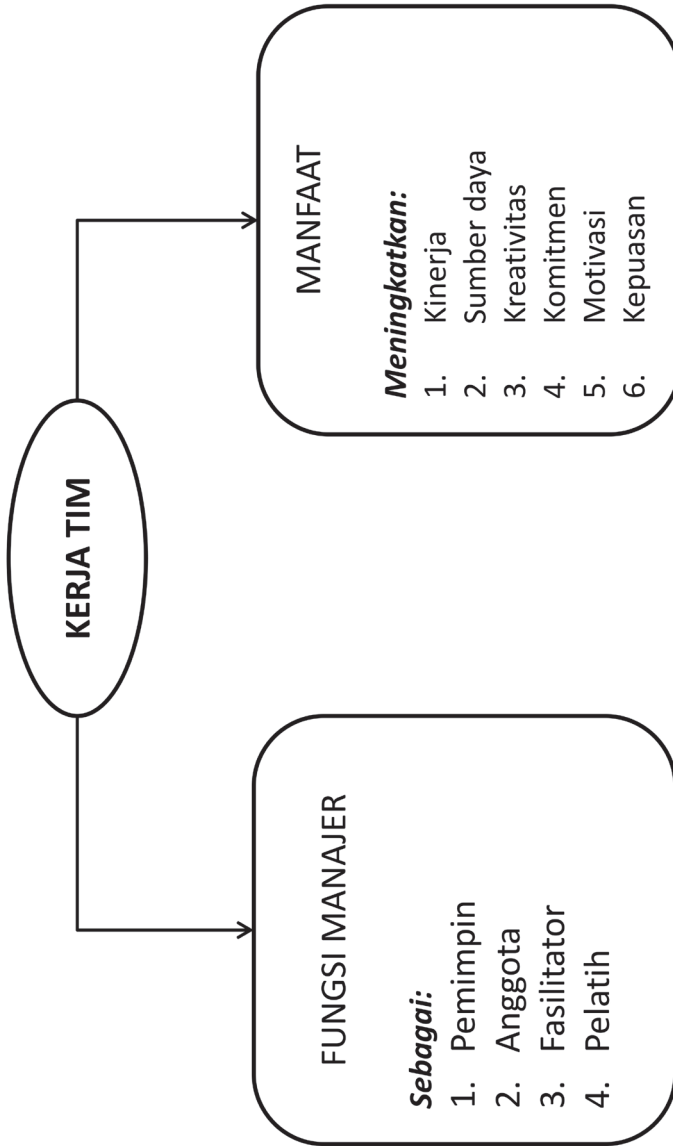 KERJA TIM
FUNGSI MANAJER
Sebagai:
1. Pemimpin
2. Anggota
3. Fasilitator
4. Pelatih
MANFAAT
Meningkatkan:
1. Kinerja
2. Sumber daya
3. Kreativitas
4. Komitmen
5. Motivasi
6. Kepuasan